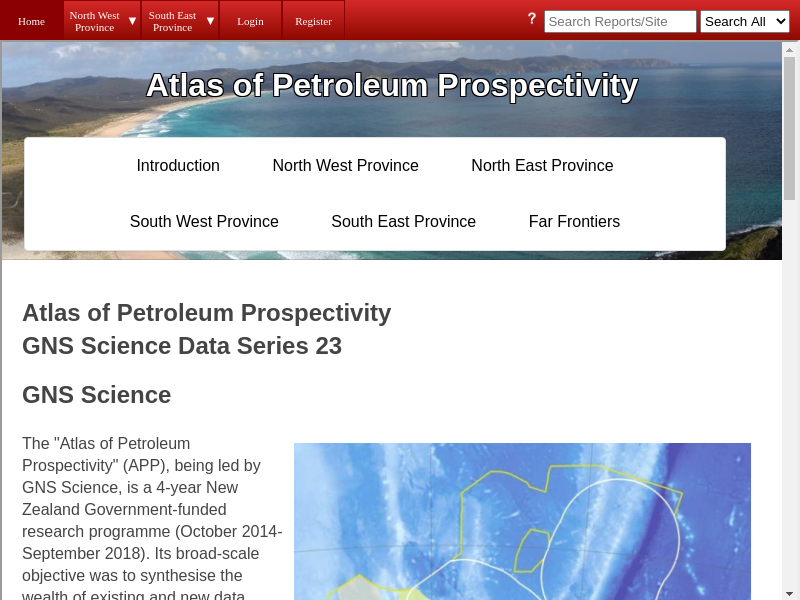 Home
North West
Province ▼
South East
Province ▼
Login
Register
?
Search Reports/Site
Search All
Atlas of Petroleum Prospectivity
Introduction North West Province North East Province
South West Province South East Province Far Frontiers
Atlas of Petroleum Prospectivity
GNS Science Data Series 23
GNS Science
The "Atlas of Petroleum
Prospectivity" (APP), being led by
GNS Science, is a 4-year New
Zealand Government-funded
research programme (October 2014-
September 2018). Its broad-scale
objective was to synthesise the
wealth of existing and new data